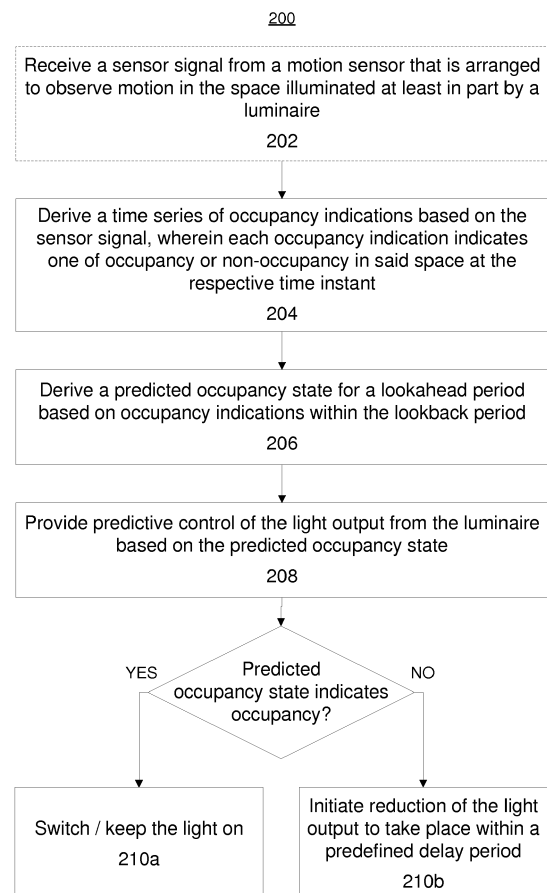 200
Receive a sensor signal from a motion sensor that is arranged
to observe motion in the space illuminated at least in part by a
luminaire
202
Derive a time series of occupancy indications based on the
sensor signal, wherein each occupancy indication indicates
one of occupancy or non-occupancy in said space at the
respective time instant
204
Derive a predicted occupancy state for a lookahead period
based on occupancy indications within the lookback period
206
Provide predictive control of the light output from the luminaire
based on the predicted occupancy state
208
YES
Predicted
occupancy state indicates
occupancy?
NO
Switch / keep the light on
210a
Initiate reduction of the light
output to take place within a
predefined delay period
210b